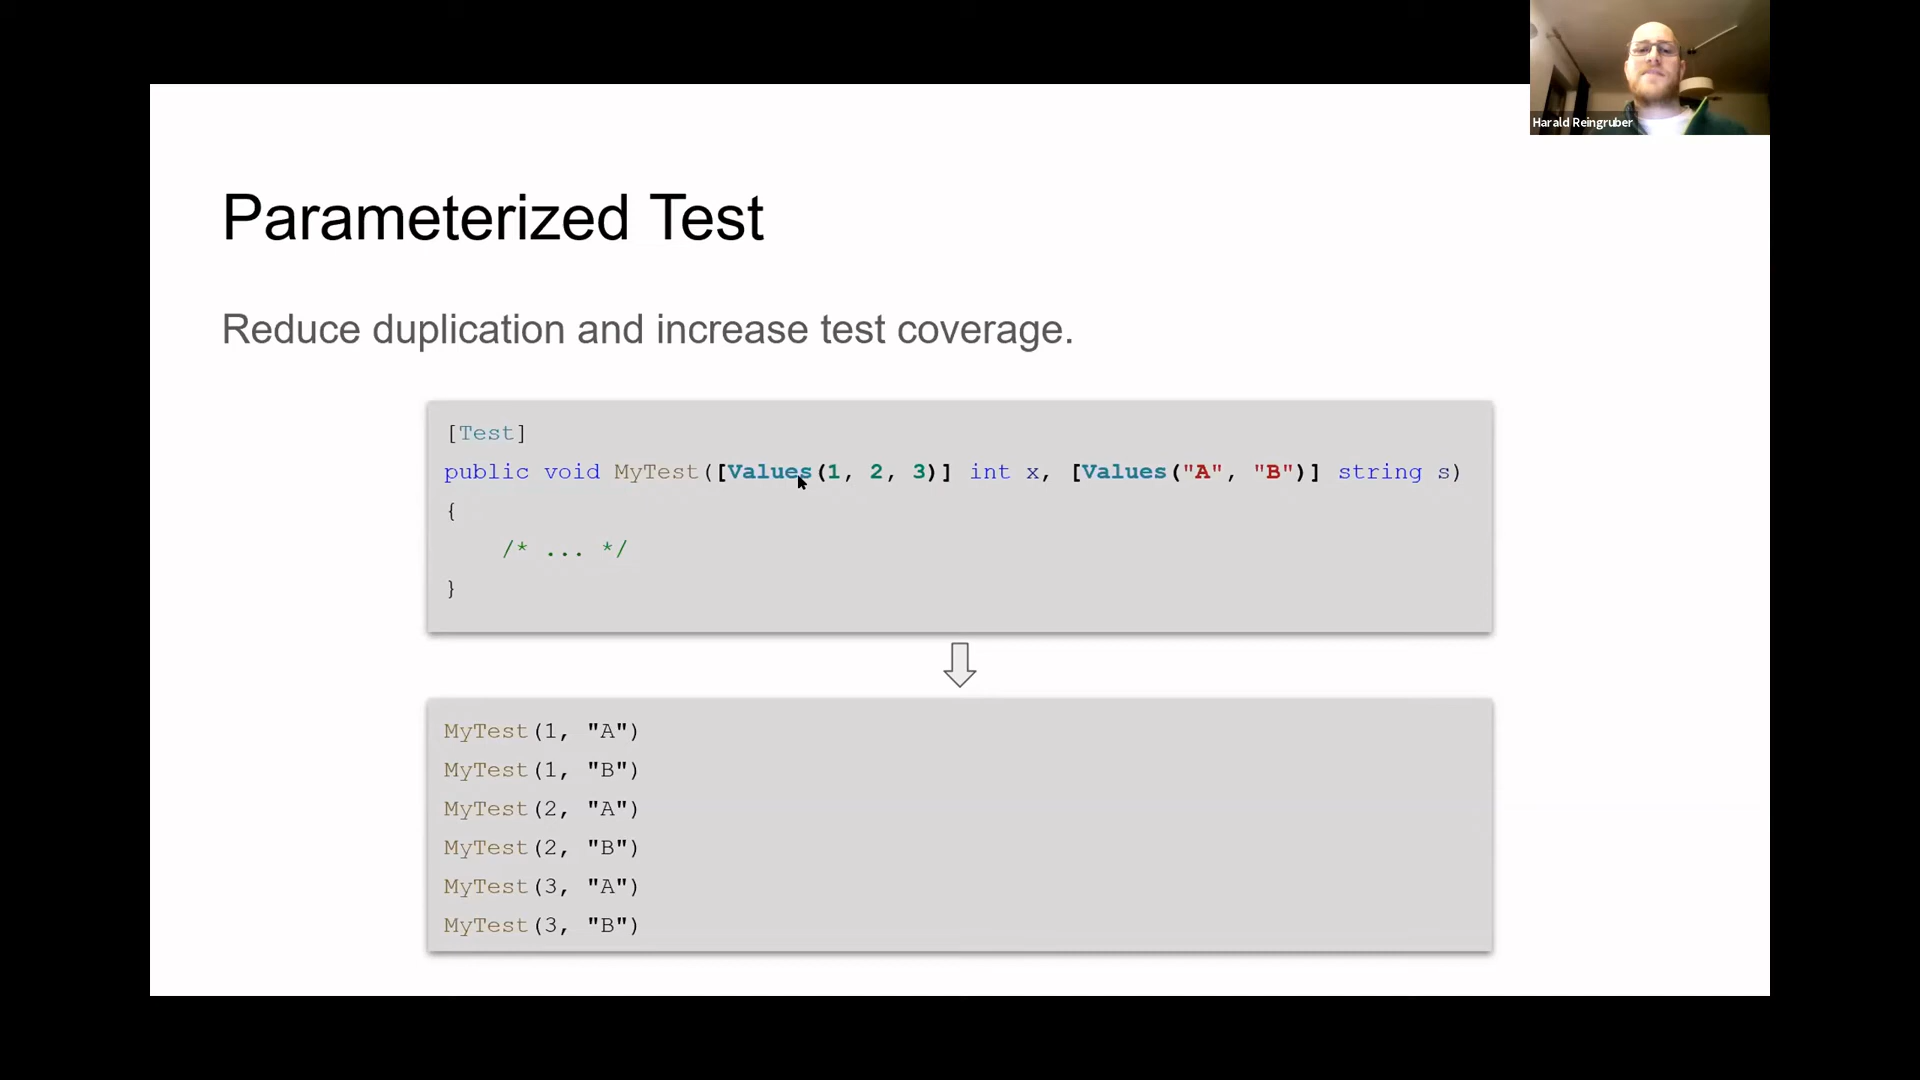 Harald Reingruber
Parameterized Test
Reduce duplication and increase test coverage.
[Test]
public void MyTest([Values(1, 2, 3)] int x, [Values("A", "B")] string s)
{
/* ... */
}
MyTest(1, "A")
MyTest(1, "B")
MyTest(2, "A")
MyTest(2, "B")
MyTest(3, "A")
MyTest(3, "B")